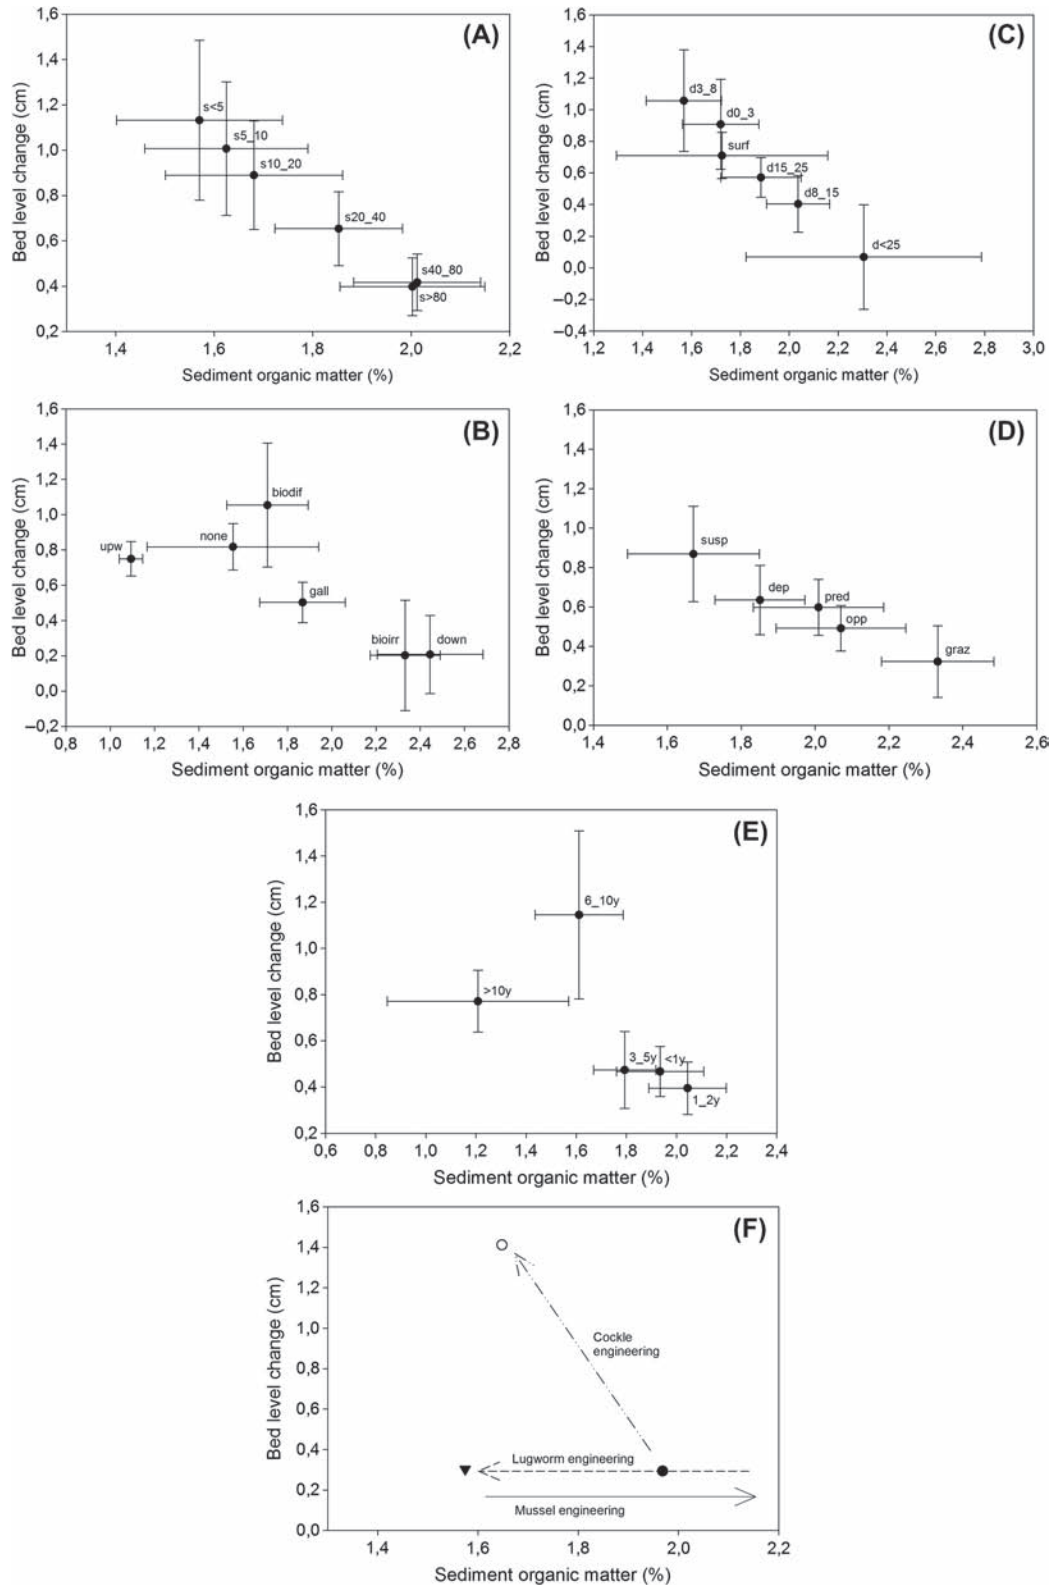 (A)
Bed level change (cm)
1,6
1,4
1,2
1,0
0,8
0,6
0,4
0,2
s<5
s5_10
s10_20
s20_40
s40_80
s>80
1,4
1,6
1,8
2,0
2,2
Sediment organic matter (%)
(C)
Bed level change (cm)
1,6
1,4
1,2
1,0
0,8
0,6
0,4
0,2
0,0
–0,2
–0,4
d3_8
d0_3
surf
d15_25
d8_15
d<25
1,2
1,4
1,6
1,8
2,0
2,2
2,4
2,6
2,8
3,0
Sediment organic matter (%)
(B)
Bed level change (cm)
1,6
1,4
1,2
1,0
0,8
0,6
0,4
0,2
0,0
–0,2
biodif
none
upw
gall
bioirr
down
0,8
1,0
1,2
1,4
1,6
1,8
2,0
2,2
2,4
2,6
2,8
Sediment organic matter (%)
(D)
Bed level change (cm)
1,6
1,4
1,2
1,0
0,8
0,6
0,4
0,2
0,0
susp
dep
pred
opp
graz
1,4
1,6
1,8
2,0
2,2
2,4
2,6
Sediment organic matter (%)
(E)
Bed level change (cm)
1,6
1,4
1,2
1,0
0,8
0,6
0,4
0,2
6_10y
>10y
3_5y
<1y
1_2y
0,6
0,8
1,0
1,2
1,4
1,6
1,8
2,0
2,2
2,4
Sediment organic matter (%)
(F)
Bed level change (cm)
1,6
1,4
1,2
1,0
0,8
0,6
0,4
0,2
0,0
Cockle
engineering
Lugworm engineering
Mussel engineering
1,4
1,6
1,8
2,0
2,2
Sediment organic matter (%)